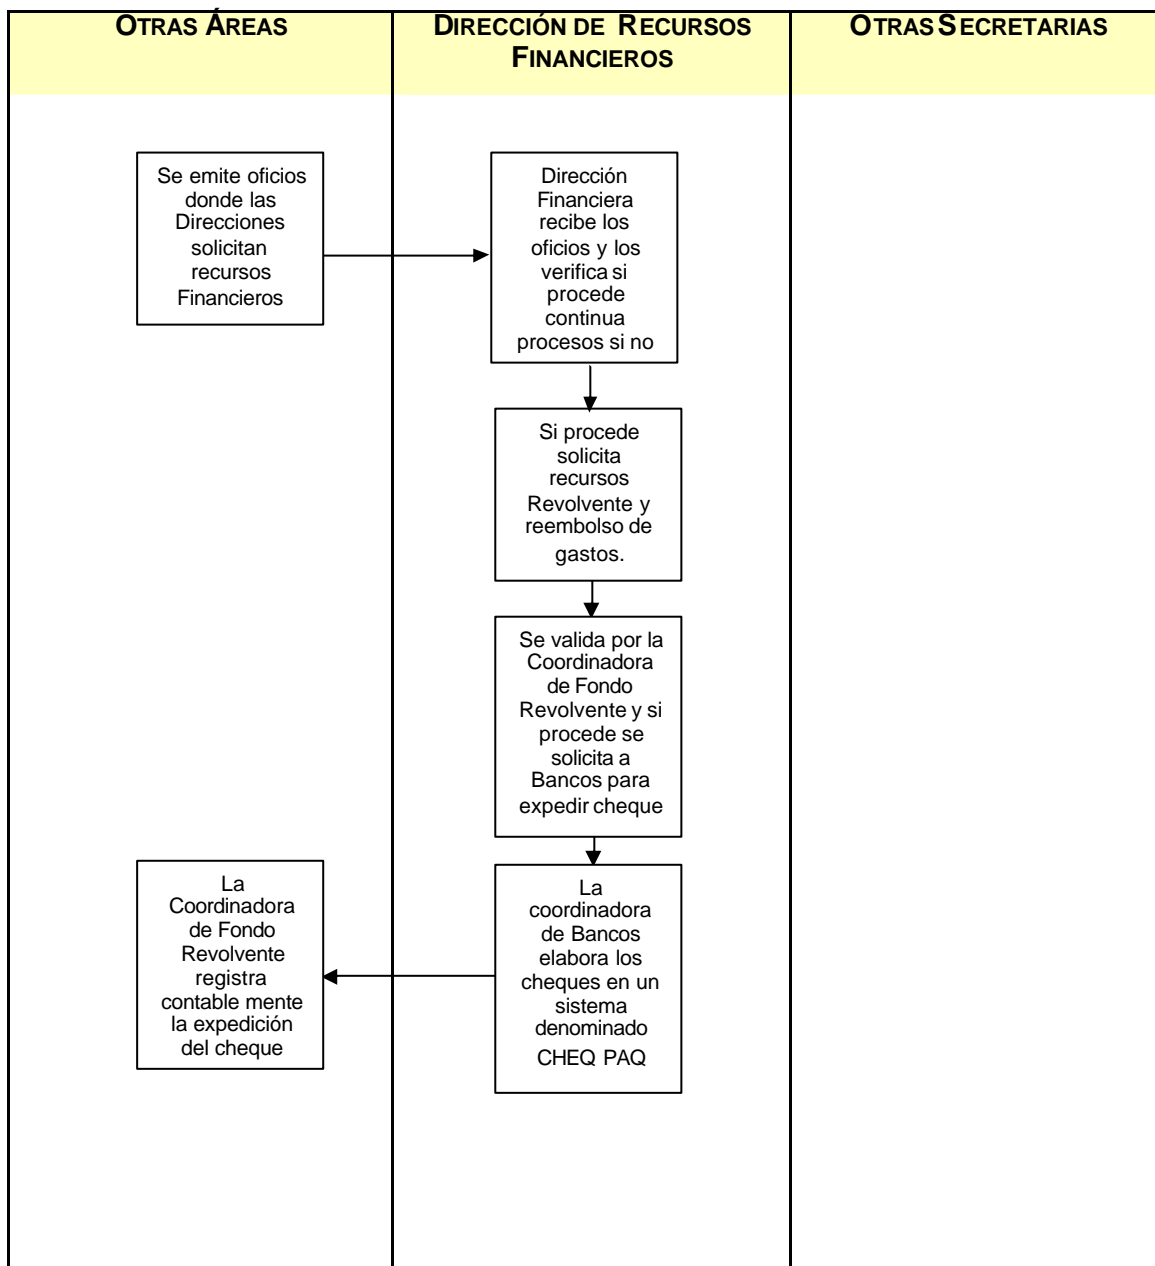 OTRAS ÁREAS
DIRECCIÓN DE RECURSOS
FINANCIEROS
OTRAS SECRETARIAS
Se emite oficios
donde las
Direcciones
solicitan
recursos
Financieros
Dirección
Financiera
recibe los
oficios y los
verifica si
procede
continua
procesos si no
Si procede
solicita
recursos
Revolvente y
reembolso de
gastos.
Se valida por la
Coordinadora
de Fondo
Revolvente y si
procede se
solicita a
Bancos para
expedir cheque
La
Coordinadora
de Fondo
Revolvente
registra
contable mente
la expedición
del cheque
La
coordinadora
de Bancos
elabora los
cheques en un
sistema
denominado
CHEQ PAQ